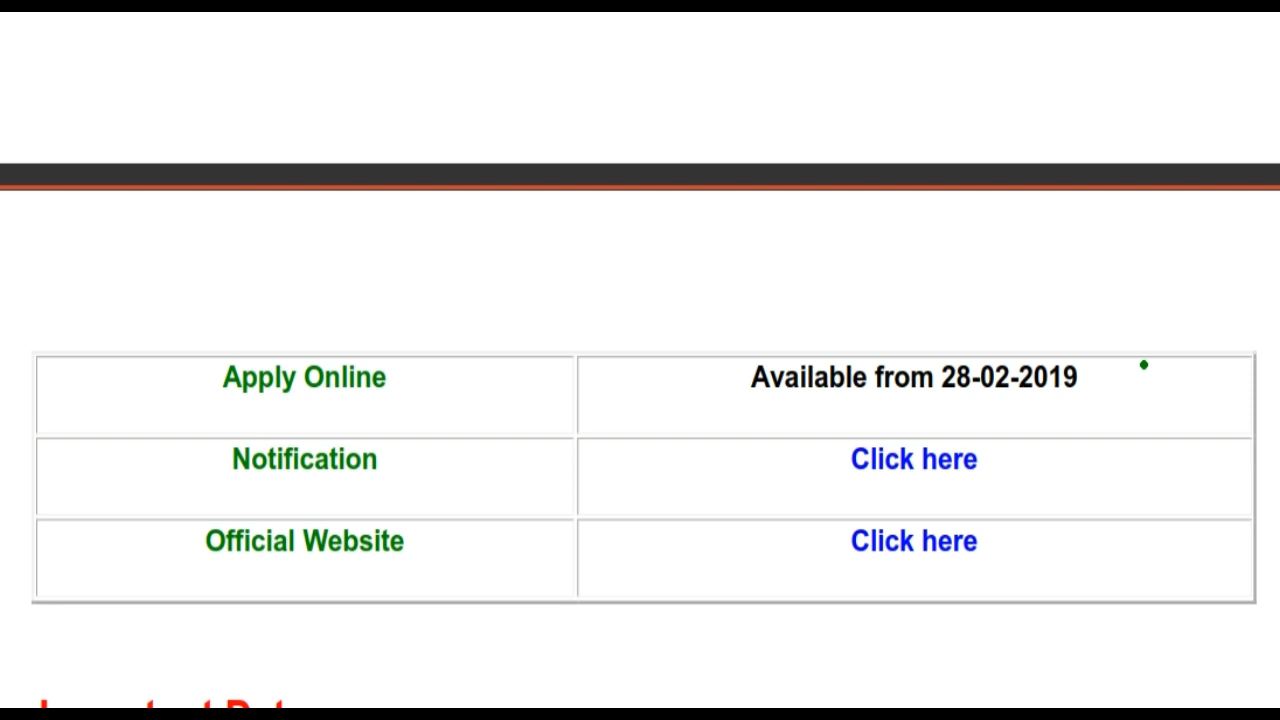 Apply Online Available from 28-02-2019
Notification Click here
Official Website Click here